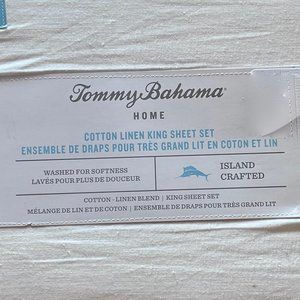 Tommy Bahama®
HOME
COTTON LINEN KING SHEET SET
ENSEMBLE DE DRAPS POUR TRÈS GRAND LIT EN COTON ET LIN
WASHED FOR SOFTNESS
LAVÉS POUR PLUS DE DOUCEUR
ISLAND
CRAFTED
COTTON - LINEN BLEND | KING SHEET SET
MÉLANGE DE LIN ET DE COTON | ENSEMBLE DE DRAPS POUR TRÈS GRAND LIT